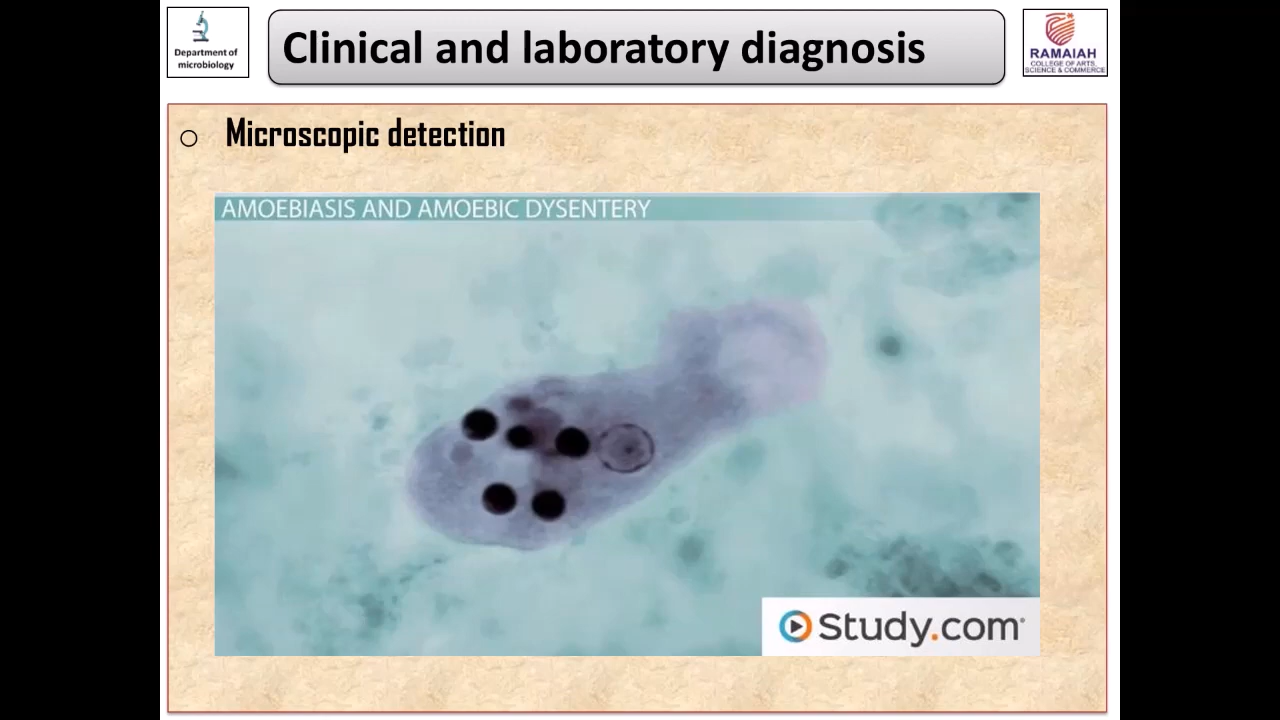 Department of
microbiology
Clinical and laboratory diagnosis
RAMAIAH
COLLEGE OF ARTS,
SCIENCE & COMMERCE
Microscopic detection
AMOEBIASIS AND AMOEBIC DYSENTERY
Study.com